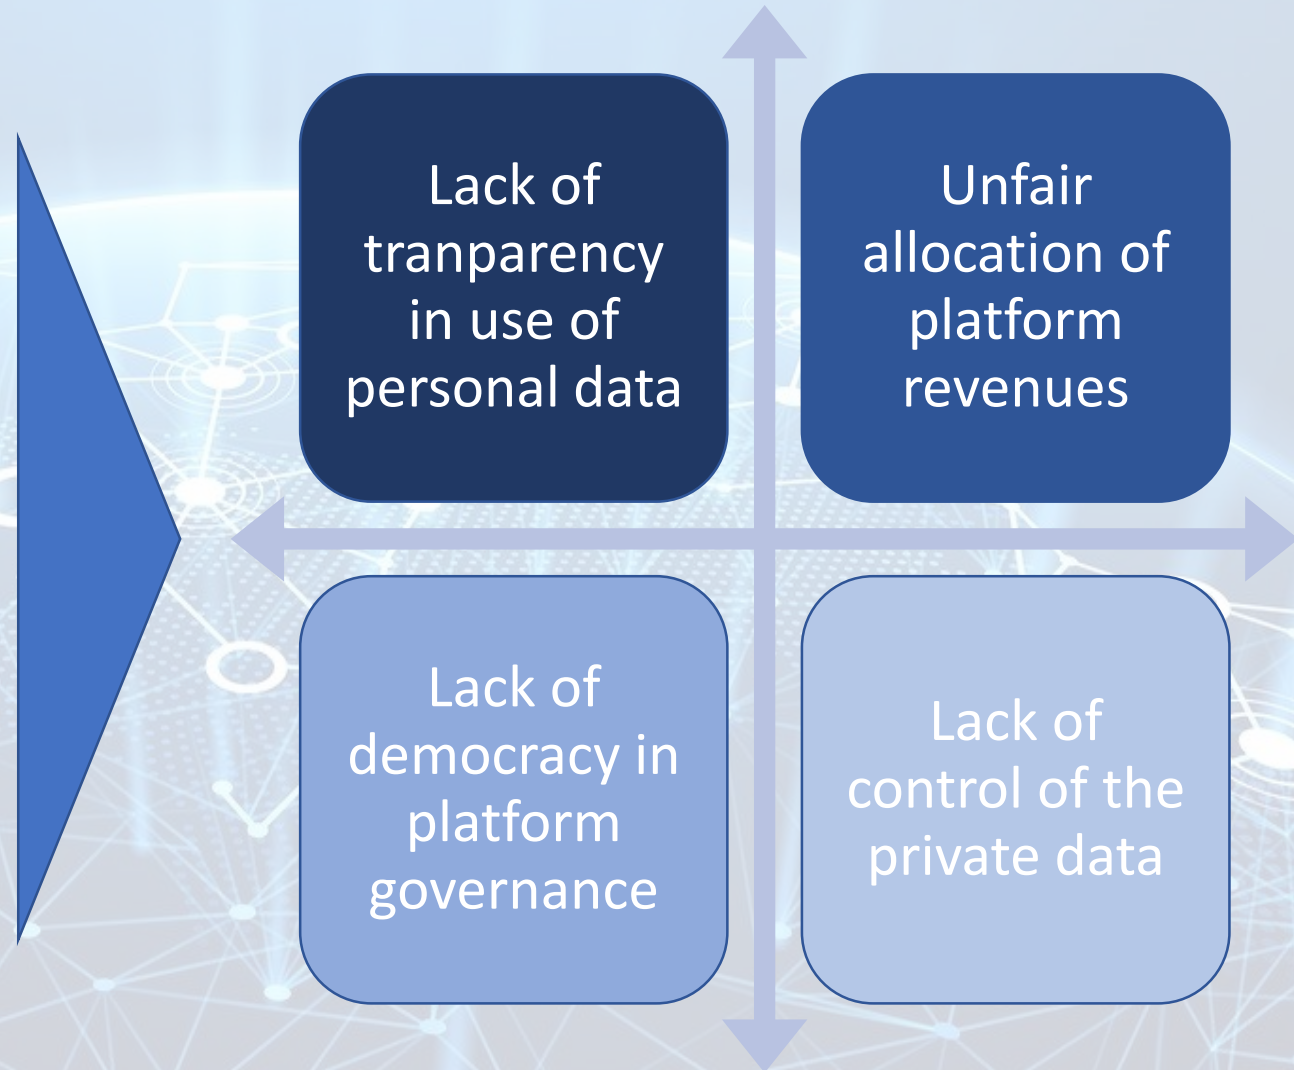 Lack of
tranparency
in use of
personal data
Unfair
allocation of
platform
revenues
Lack of
democracy in
platform
governance
Lack of
control of the
private data